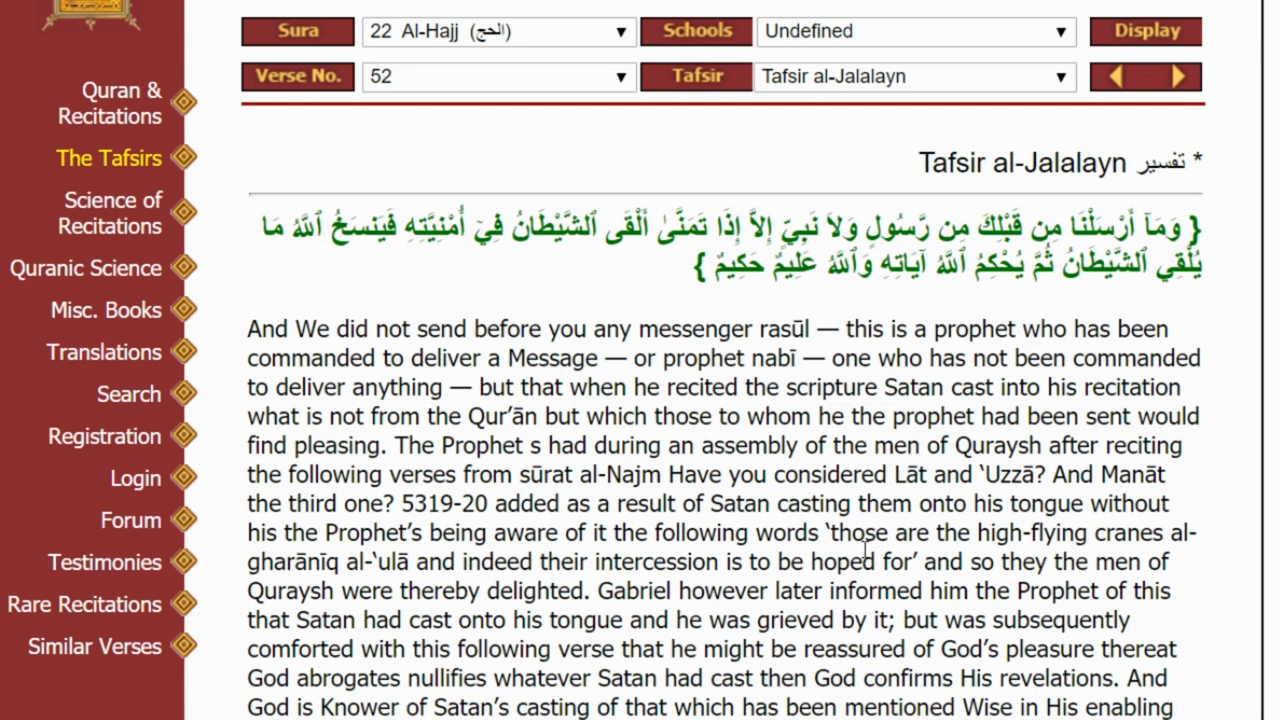 Sura
22 Al-Hajj (الحج)
Schools
Undefined
Display
Verse No.
52
Tafsir
Tafsir al-Jalalayn
Quran &
Recitations
The Tafsirs
Science of
Recitations
Quranic Science
Misc. Books
Translations
Search
Registration
Login
Forum
Testimonies
Rare Recitations
Similar Verses
* تفسير Tafsir al-Jalalayn
{ وَمَآ أَرْسَلْنَا مِن قَبْلِكَ مِن رَّسُولٍ وَلاَ نَبِيٍّ إِلاَّ إِذَا تَمَنَّىٰ أَلْقَى ٱلشَّيْطَانُ فِيۤ أُمْنِيَّتِهِ فَيَنسَخُ ٱللَّهُ مَا
يُلْقِي ٱلشَّيْطَانُ ثُمَّ يُحْكِمُ ٱللَّهُ آيَاتِهِ وَٱللَّهُ عَلِيمٌ حَكِيمٌ }
And We did not send before you any messenger rasūl — this is a prophet who has been
commanded to deliver a Message — or prophet nabī — one who has not been commanded
to deliver anything — but that when he recited the scripture Satan cast into his recitation
what is not from the Qur’ān but which those to whom he the prophet had been sent would
find pleasing. The Prophet s had during an assembly of the men of Quraysh after reciting
the following verses from sūrat al-Najm Have you considered Lāt and ‘Uzzā? And Manāt
the third one? 5319-20 added as a result of Satan casting them onto his tongue without
his the Prophet’s being aware of it the following words ‘those are the high-flying cranes al-
gharānīq al-‘ulā and indeed their intercession is to be hoped for’ and so they the men of
Quraysh were thereby delighted. Gabriel however later informed him the Prophet of this
that Satan had cast onto his tongue and he was grieved by it; but was subsequently
comforted with this following verse that he might be reassured of God’s pleasure thereat
God abrogates nullifies whatever Satan had cast then God confirms His revelations. And
God is Knower of Satan’s casting of that which has been mentioned Wise in His enabling